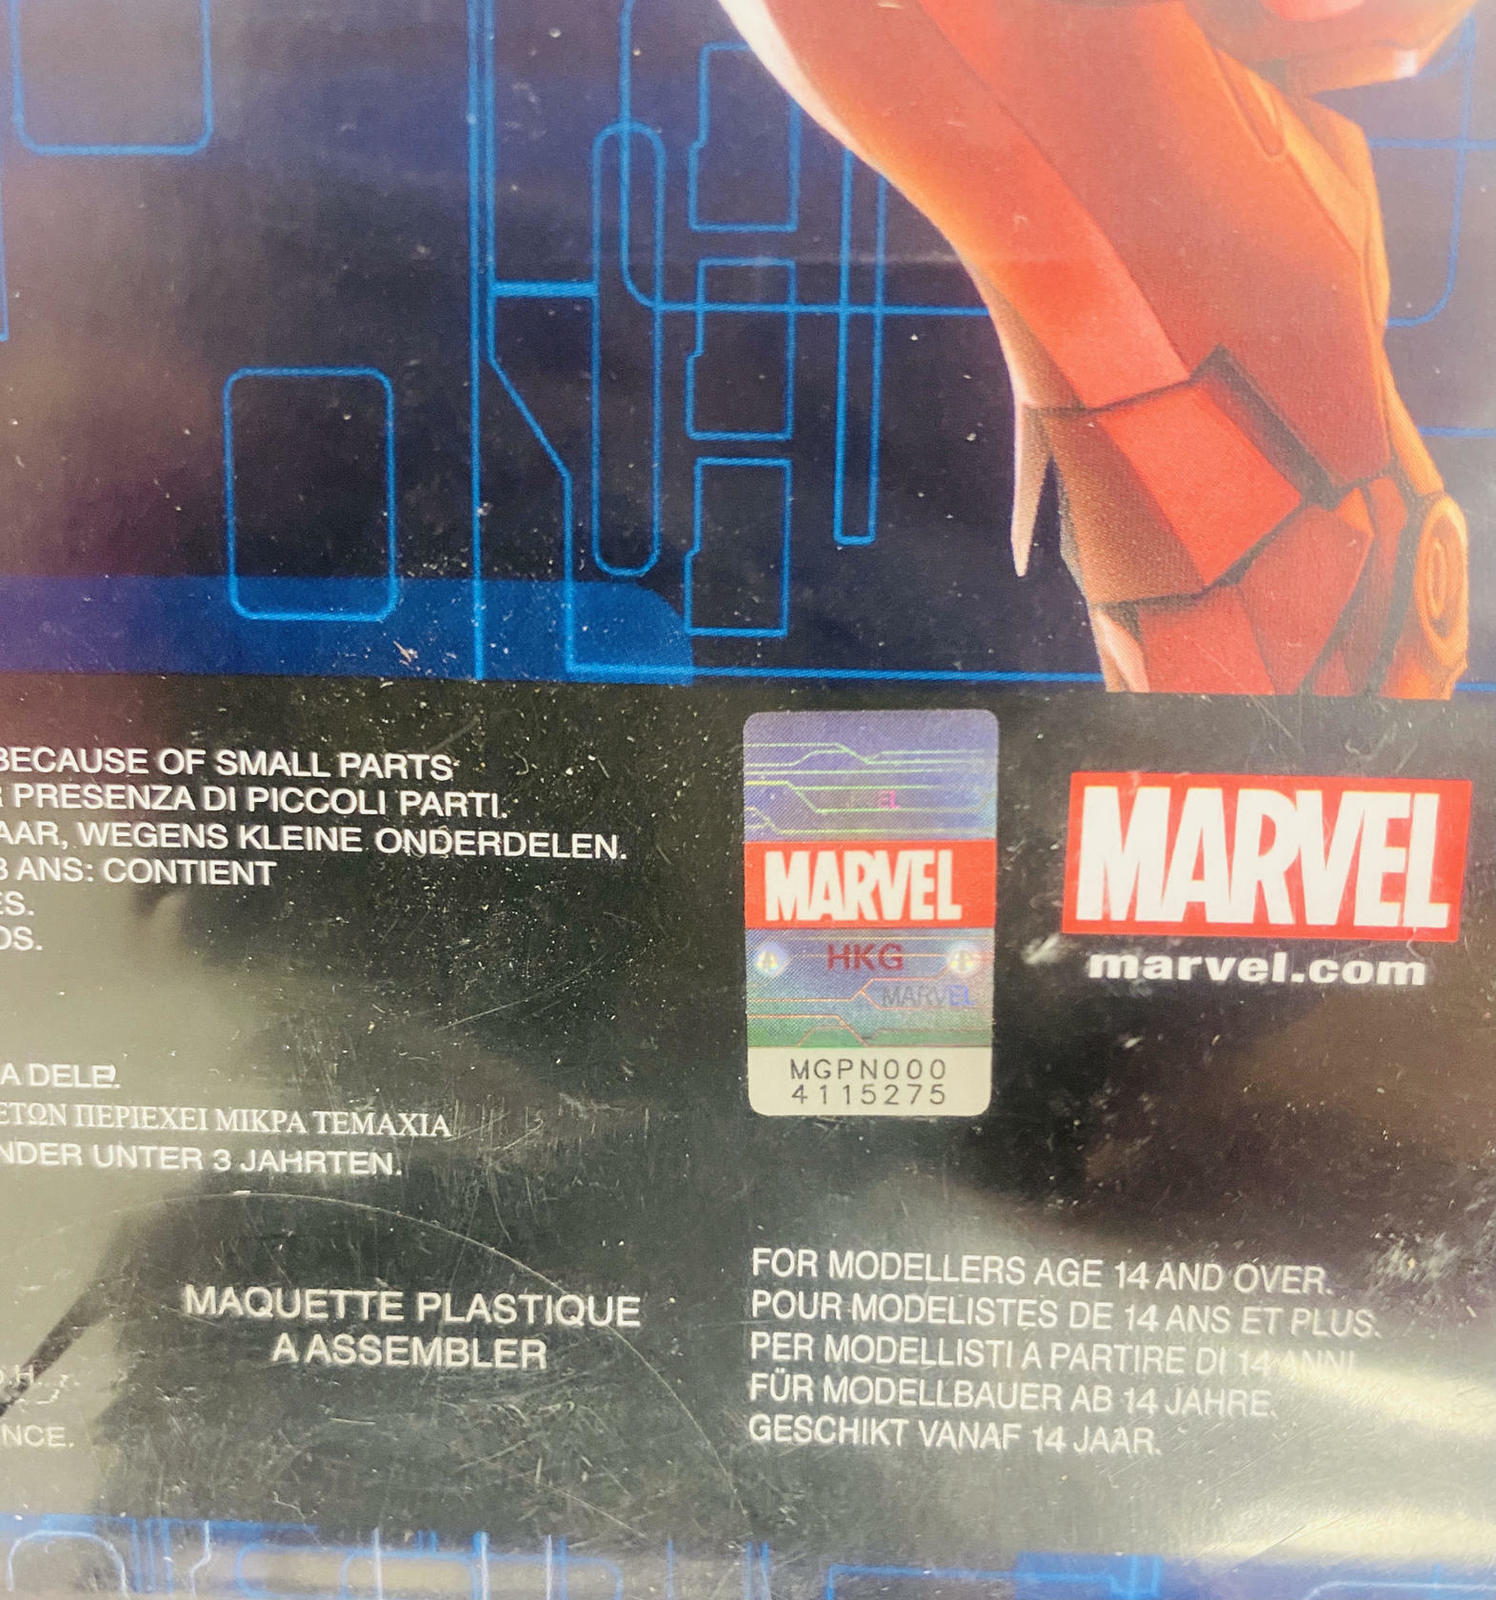 BECAUSE OF SMALL PARTS
PRESENZA DI PICCOLI PARTI.
AAR, WEGENS KLEINE ONDERDELEN.
3 ANS: CONTIENT
ES.
OS.
A DELE!.
ΕΤΩΝ ΠΕΡΙΕΧΕΙ ΜΙΚΡΑ ΤΕΜΑΧΙΑ
NDER UNTER 3 JAHRTEN.
MARVEL
HKG
MARVEL
MGPN000
4115275
MARVEL
marvel.com
MAQUETTE PLASTIQUE
A ASSEMBLER
NCE.
FOR MODELLERS AGE 14 AND OVER.
POUR MODELISTES DE 14 ANS ET PLUS.
PER MODELLISTI A PARTIRE DI 14 ANNI
FÜR MODELLBAUER AB 14 JAHRE.
GESCHIKT VANAF 14 JAAR.